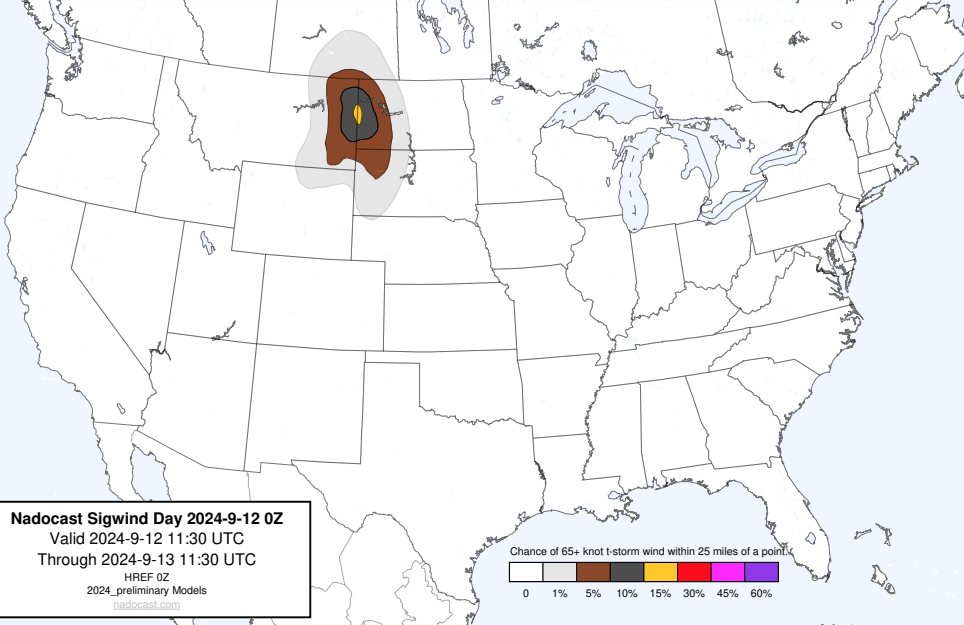 Nadocast Sigwind Day 2024-9-12 0Z
Valid 2024-9-12 11:30 UTC
Through 2024-9-13 11:30 UTC
HREF 0Z
2024_preliminary Models
nadocast.com
Chance of 65+ knot t-storm wind within 25 miles of a point.
0 1% 5% 10% 15% 30% 45% 60%